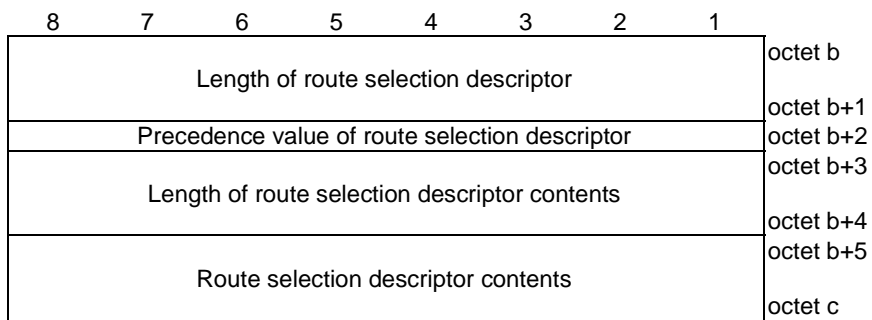 8 7 6 5 4 3 2 1
octet b
Length of route selection descriptor
octet b+1
Precedence value of route selection descriptor octet b+2
octet b+3
Length of route selection descriptor contents
octet b+4
octet b+5
Route selection descriptor contents
octet c